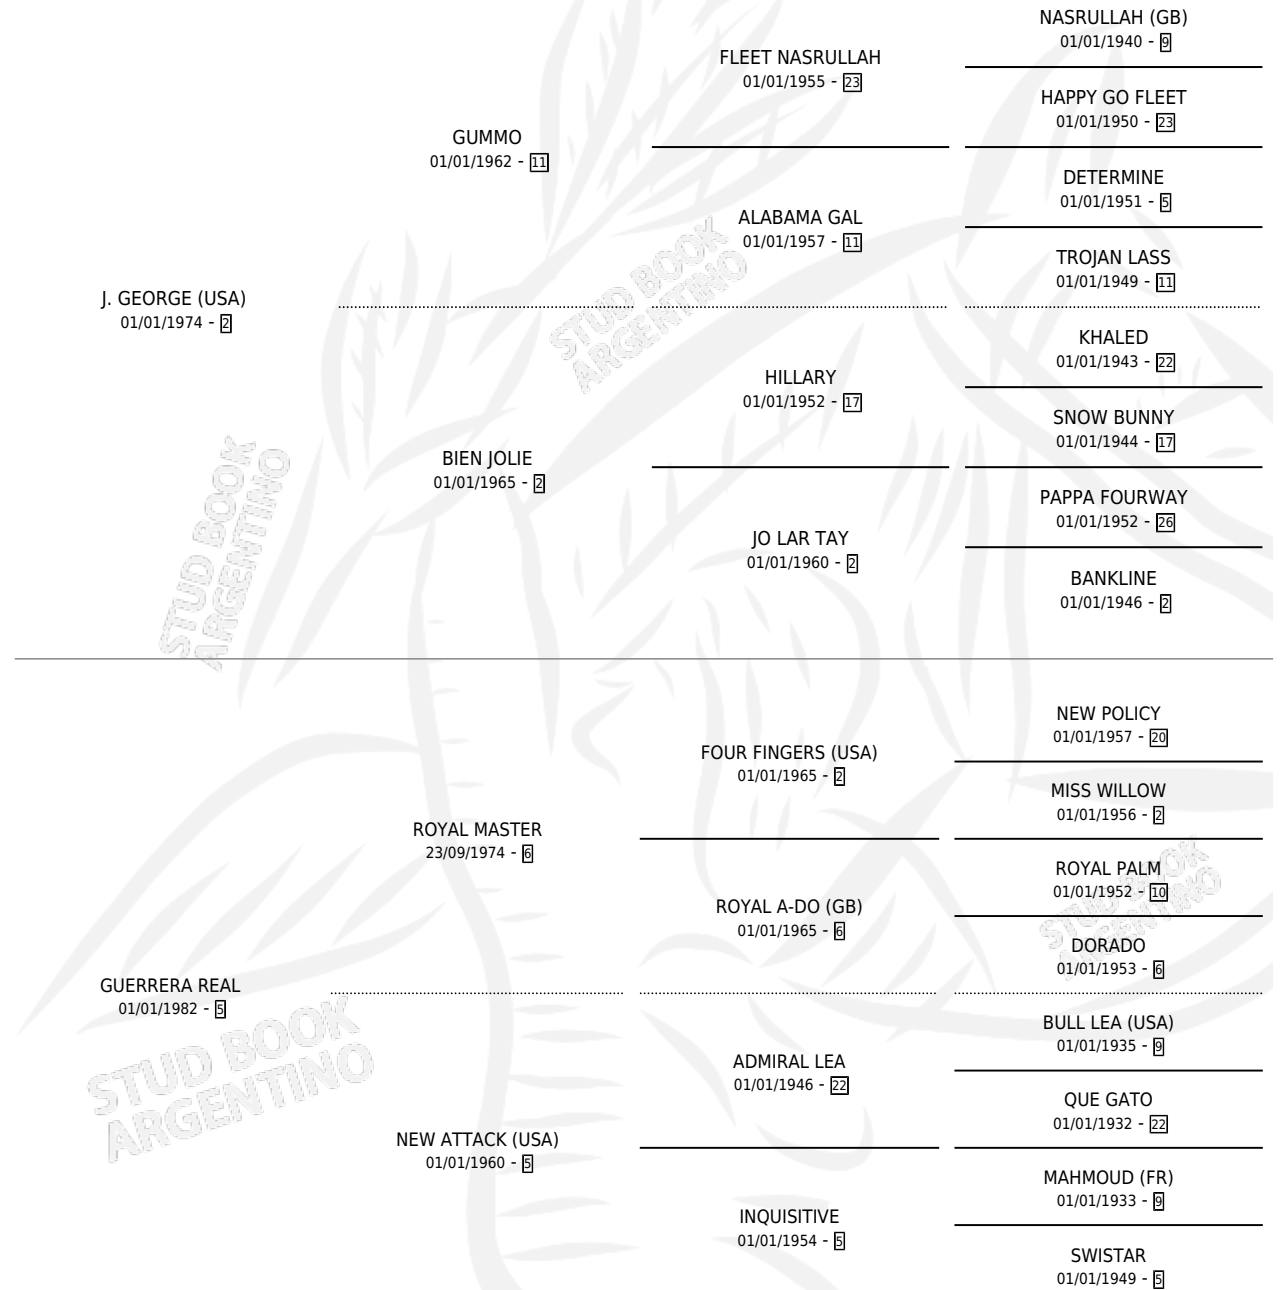 NASRULLAH (GB)
01/01/1940 - 9
FLEET NASRULLAH
01/01/1955 - 23
HAPPY GO FLEET
01/01/1950 - 23
GUMMO
01/01/1962 - 11
DETERMINE
01/01/1951 - 5
ALABAMA GAL
01/01/1957 - 11
TROJAN LASS
01/01/1949 - 11
J. GEORGE (USA)
01/01/1974 - 2
KHALED
01/01/1943 - 22
HILLARY
01/01/1952 - 17
SNOW BUNNY
01/01/1944 - 17
BIEN JOLIE
01/01/1965 - 2
PAPPA FOURWAY
01/01/1952 - 26
JO LAR TAY
01/01/1960 - 2
BANKLINE
01/01/1946 - 2
NEW POLICY
01/01/1957 - 20
FOUR FINGERS (USA)
01/01/1965 - 2
MISS WILLOW
01/01/1956 - 2
ROYAL MASTER
23/09/1974 - 6
ROYAL PALM
01/01/1952 - 10
ROYAL A-DO (GB)
01/01/1965 - 6
DORADO
01/01/1953 - 6
GUERRERA REAL
01/01/1982 - 5
BULL LEA (USA)
01/01/1935 - 9
ADMIRAL LEA
01/01/1946 - 22
QUE GATO
01/01/1932 - 22
NEW ATTACK (USA)
01/01/1960 - 5
MAHMOUD (FR)
01/01/1933 - 9
INQUISITIVE
01/01/1954 - 5
SWISTAR
01/01/1949 - 5
STUD BOOK
ARGENTINO
STUD BOOK
ARGENTINO
STUD BOOK
ARGENTINO
STUD BOOK
ARGENTINO